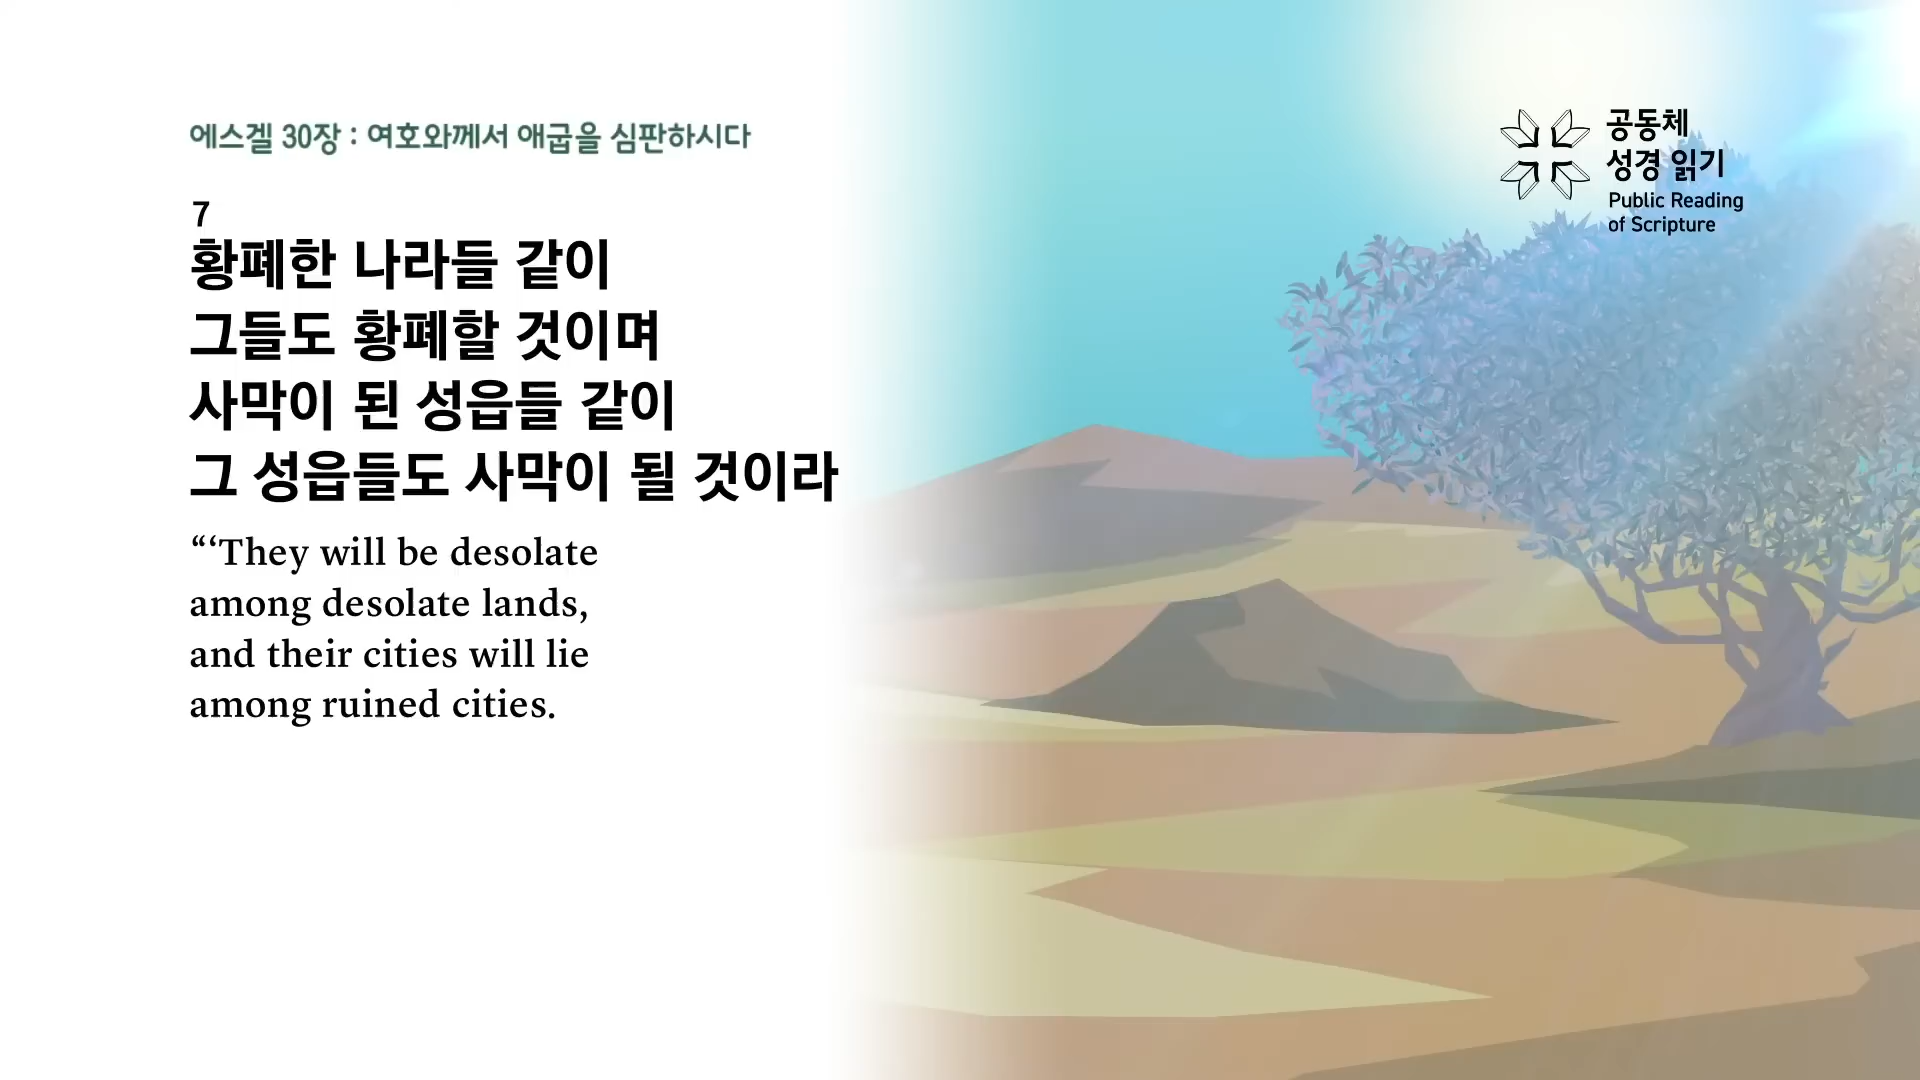 에스겔 30장 : 여호와께서 애굽을 심판하시다
7
황폐한 나라들 같이
그들도 황폐할 것이며
사막이 된 성읍들 같이
그 성읍들도 사막이 될 것이라
“‘They will be desolate
among desolate lands,
and their cities will lie
among ruined cities.
공동체
성경 읽기
Public Reading
of Scripture